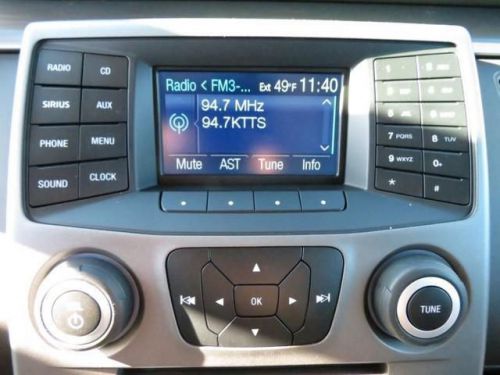 RADIO CD
SIRIUS AUX
PHONE MENU
SOUND CLOCK
Radio < FM3-... Ext 49°F 11:40
94.7 MHz
94.7KTTS
Mute AST Tune Info
7 PQRS 8 TUV
9 WXYZ 0+
* #
OK
TUNE